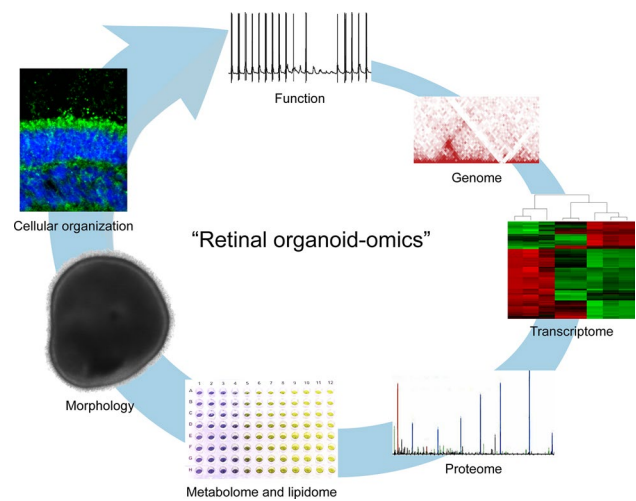 Function
Genome
Cellular organization
“Retinal organoid-omics”
Transcriptome
Morphology
1 2 3 4 5 6 7 8 9 10 11 12
A
B
C
D
E
F
G
H
Proteome
Metabolome and lipidome